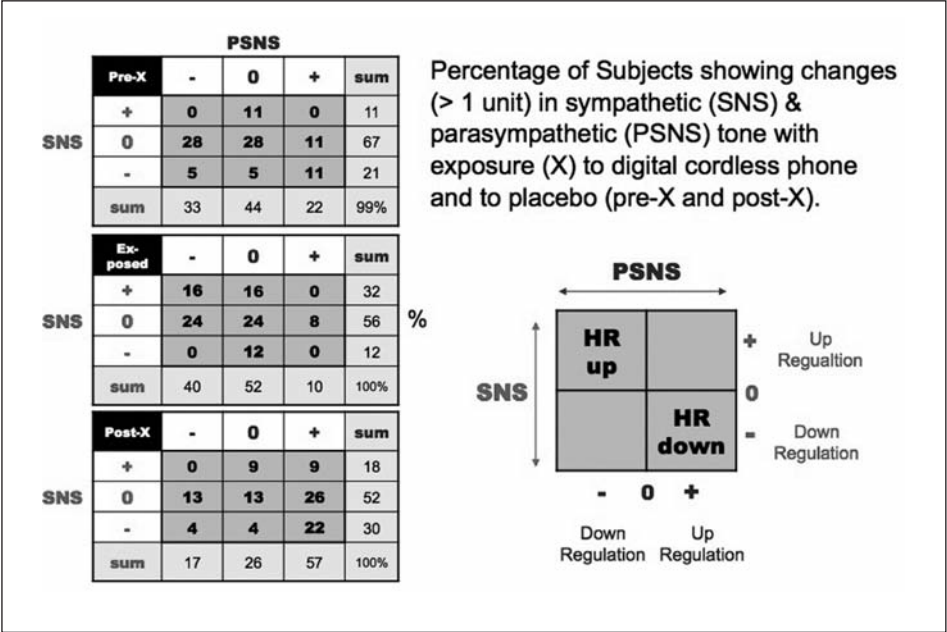 PSNS
Pre-X - 0 + sum
+ 0 11 0 11
SNS 0 28 28 11 67
- 5 5 11 21
sum 33 44 22 99%
Ex-
posed - 0 + sum
+ 16 16 0 32
SNS 0 24 24 8 56 %
- 0 12 0 12
sum 40 52 10 100%
Post-X - 0 + sum
+ 0 9 9 18
SNS 0 13 13 26 52
- 4 4 22 30
sum 17 26 57 100%
Percentage of Subjects showing changes
(> 1 unit) in sympathetic (SNS) &
parasympathetic (PSNS) tone with
exposure (X) to digital cordless phone
and to placebo (pre-X and post-X).
PSNS
HR
up
+ Up
Regualtion
SNS
0
HR
down
- Down
Regulation
- 0 +
Down Up
Regulation Regulation